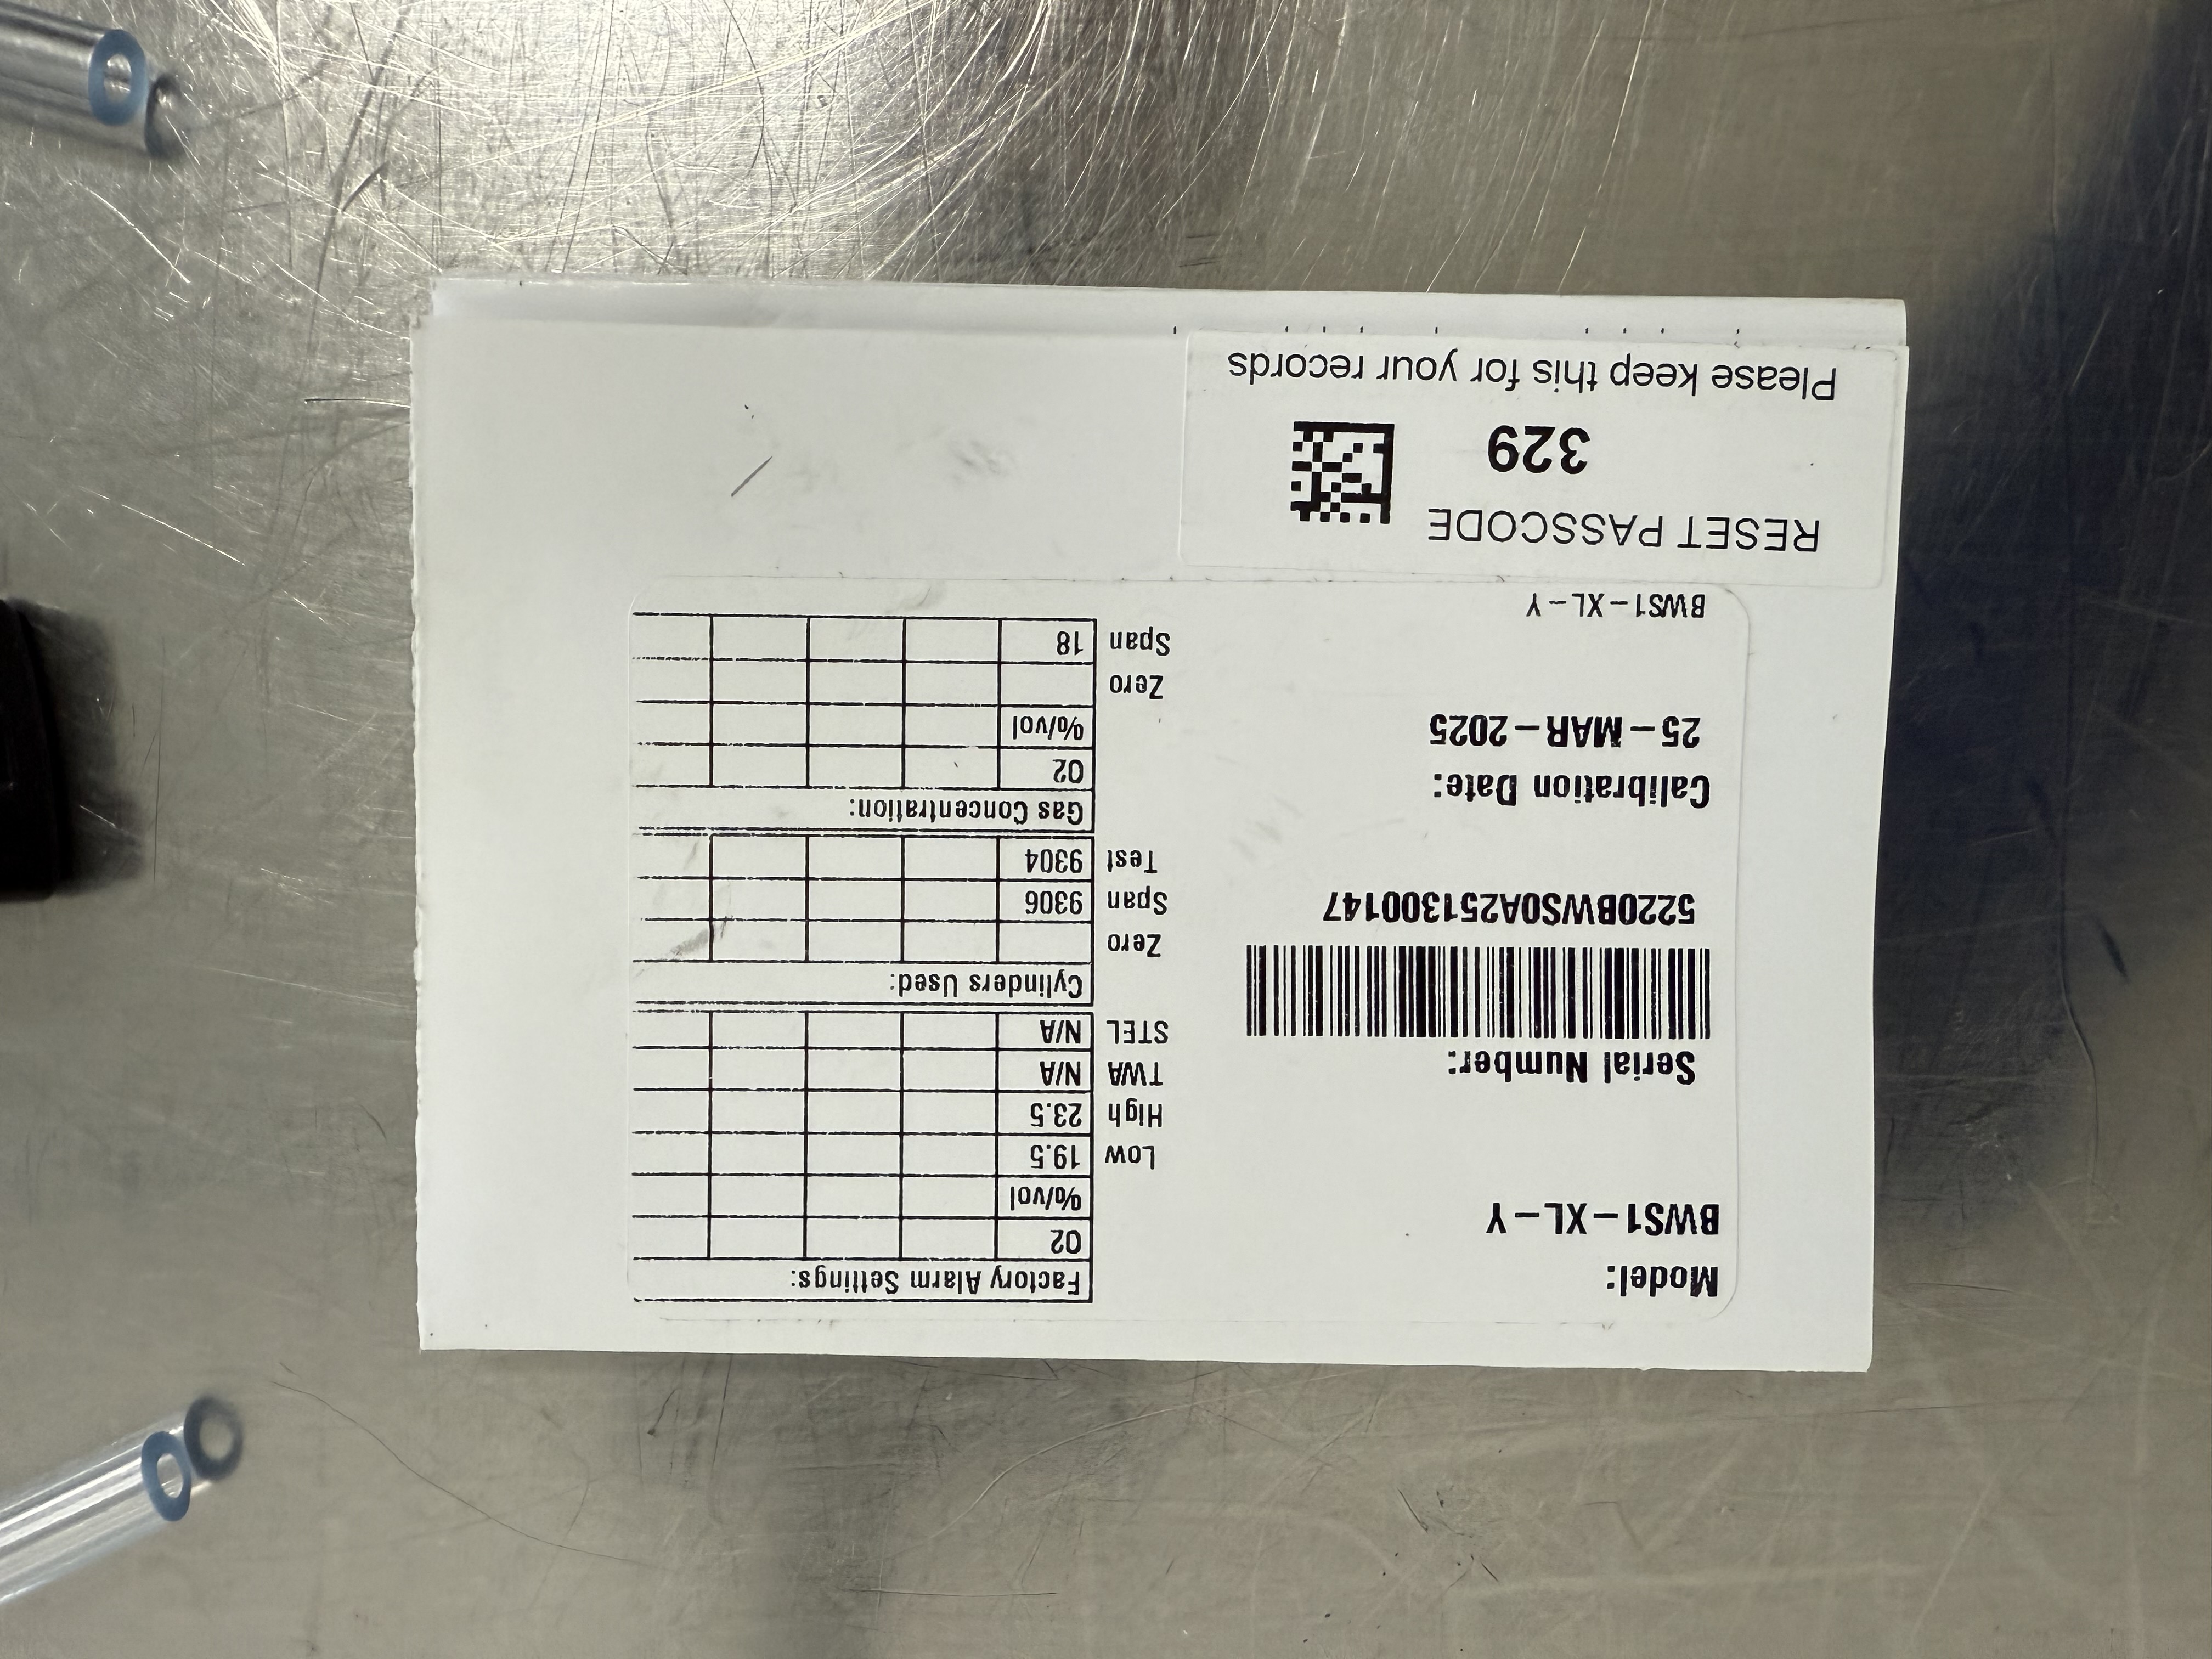 Model:
BWS1-XL-Y
Serial Number:
5220BWS0A251300147
Calibration Date:
25-MAR-2025
BWS1-XL-Y
Factory Alarm Settings:
O2
%/vol
Low 19.5
High 23.5
TWA N/A
STEL N/A
Cylinders Used:
Zero
Span 9306
Test 9304
Gas Concentration:
O2
%/vol
Zero
Span 18
RESET PASSCODE
329
Please keep this for your records